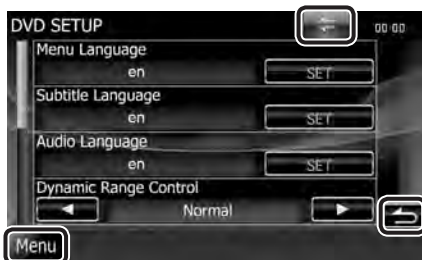 DVD SETUP 00:00
Menu Language
en SET
Subtitle Language
en SET
Audio Language
en SET
Dynamic Range Control
Normal
Menu